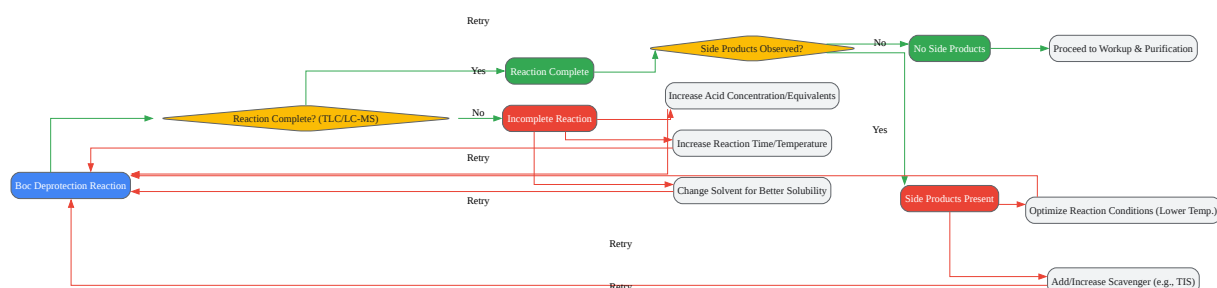 Retry
Side Products Observed?
No
No Side Products
Proceed to Workup & Purification
Yes
Reaction Complete
Increase Acid Concentration/Equivalents
Reaction Complete? (TLC/LC-MS)
No
Incomplete Reaction
Yes
Increase Reaction Time/Temperature
Retry
Boc Deprotection Reaction
Change Solvent for Better Solubility
Retry
Side Products Present
Optimize Reaction Conditions (Lower Temp.)
Retry
Add/Increase Scavenger (e.g., TIS)
Retry